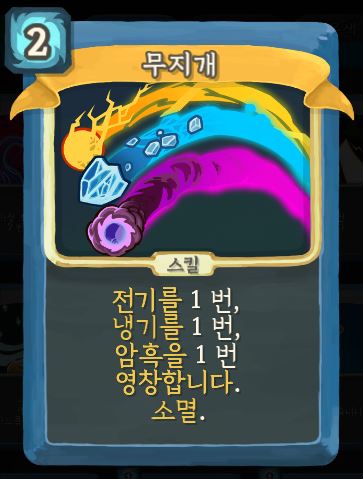 2
무지개
스킬
전기를 1 번,
냉기를 1 번,
암흑을 1 번
영창합니다.
소멸.